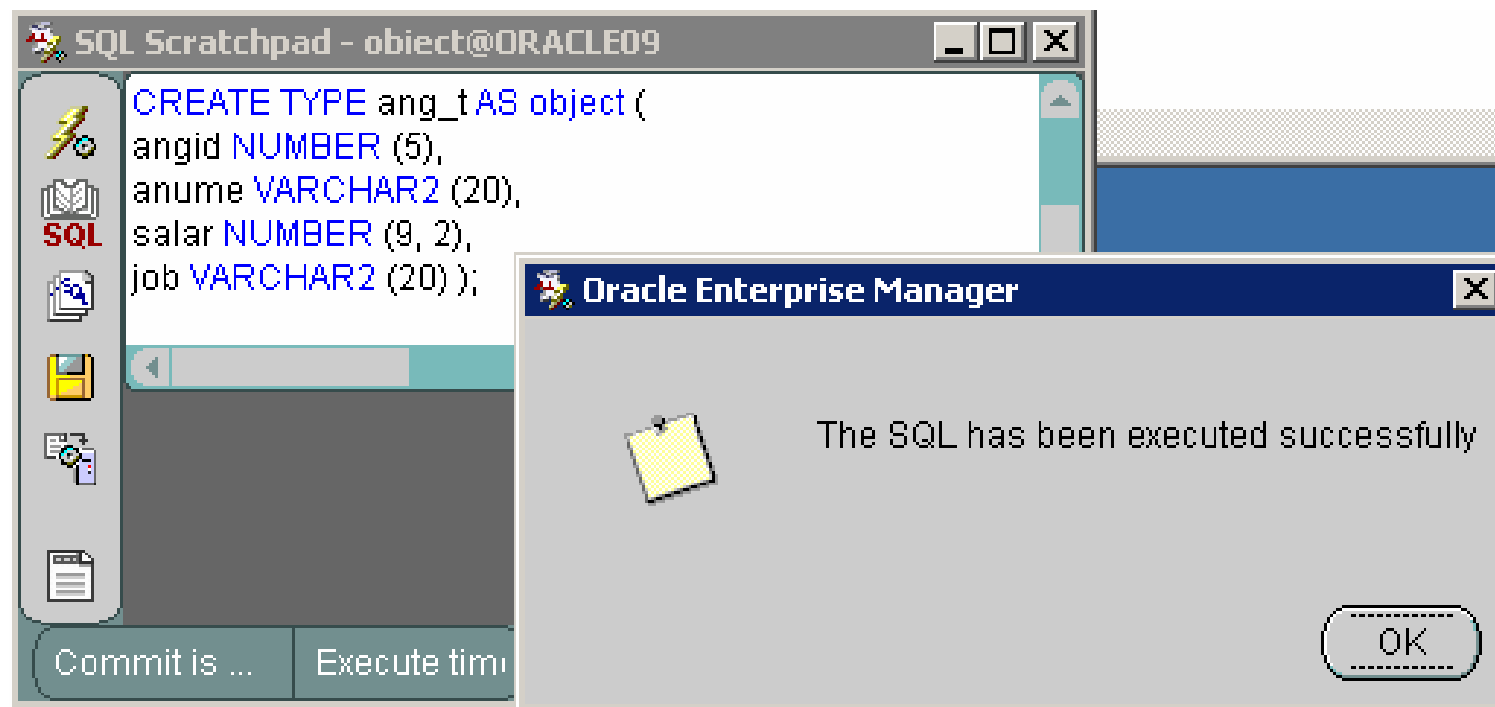 SQL Scratchpad - obiect@ORACLE09
CREATE TYPE ang_t AS object (
angid NUMBER (5),
anume VARCHAR2 (20),
salar NUMBER (9, 2),
job VARCHAR2 (20) );
SQL
Oracle Enterprise Manager
The SQL has been executed successfully
OK
Commit is ...
Execute